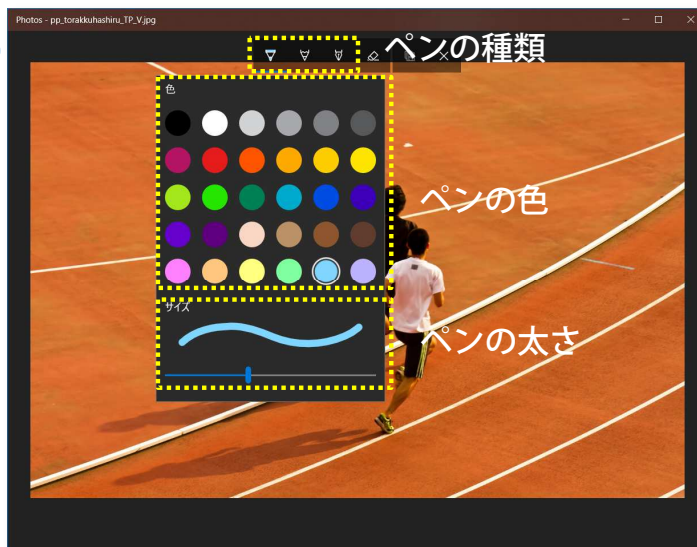 Photos - pp_torakkuhashiru_TP_V.jpg
ペンの種類
色
ペンの色
サイズ
ペンの太さ